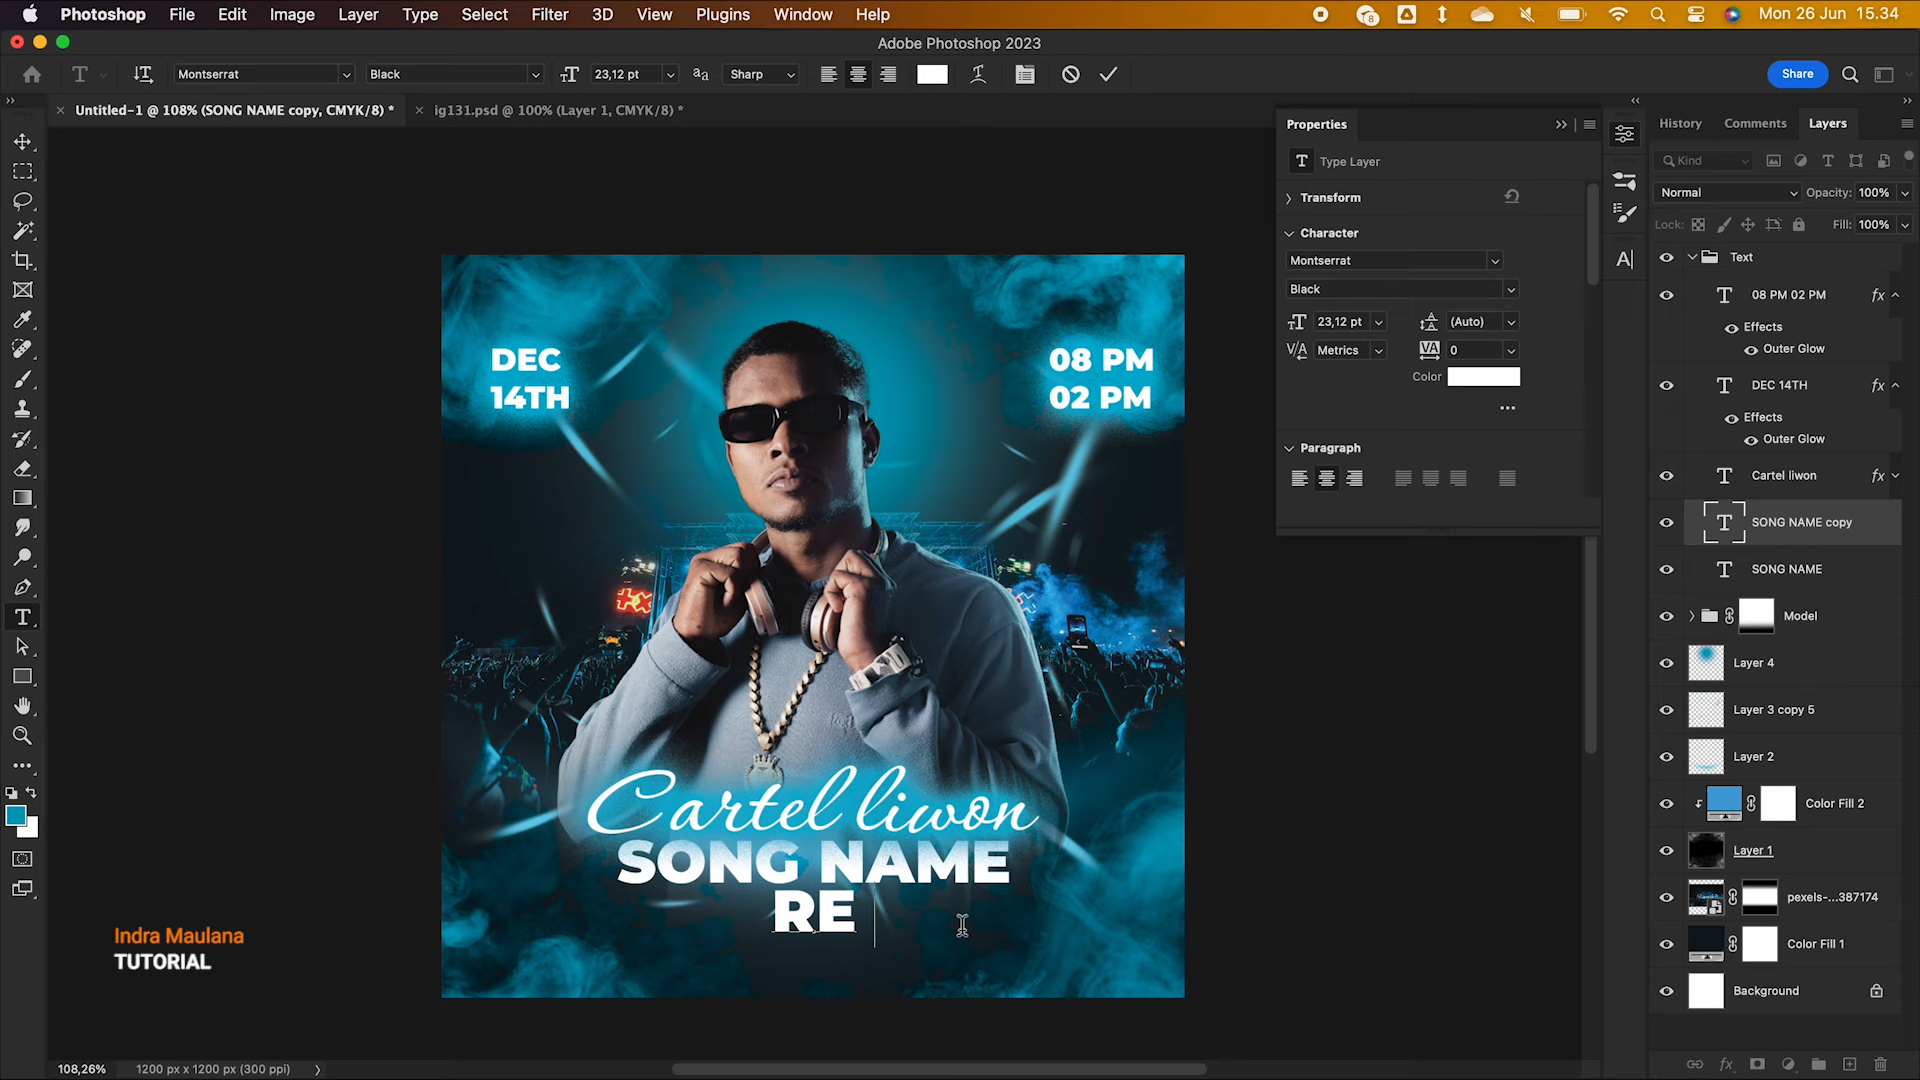 Photoshop File Edit Image Layer Type Select Filter 3D View Plugins Window Help 8 Mon 26 Jun 15.34
Adobe Photoshop 2023
Montserrat Black 23,12 pt Sharp Share
Untitled-1 @ 108% (SONG NAME copy, CMYK/8) * ig131.psd @ 100% (Layer 1, CMYK/8) *
Properties
Type Layer
Transform
Character
Montserrat
Black
23,12 pt (Auto)
Metrics 0
Color
Paragraph
History Comments Layers
Kind
Normal Opacity: 100%
Lock: Fill: 100%
Text
08 PM 02 PM fx
Effects
Outer Glow
DEC 14TH fx
Effects
Outer Glow
Cartel liwon fx
SONG NAME copy
SONG NAME
Model
Layer 4
Layer 3 copy 5
Layer 2
Color Fill 2
Layer 1
pexels-...387174
Color Fill 1
Background
DEC
14TH
08 PM
02 PM
Cartel liwon
SONG NAME
RE
Indra Maulana
TUTORIAL
108,26% 1200 px x 1200 px (300 ppi)